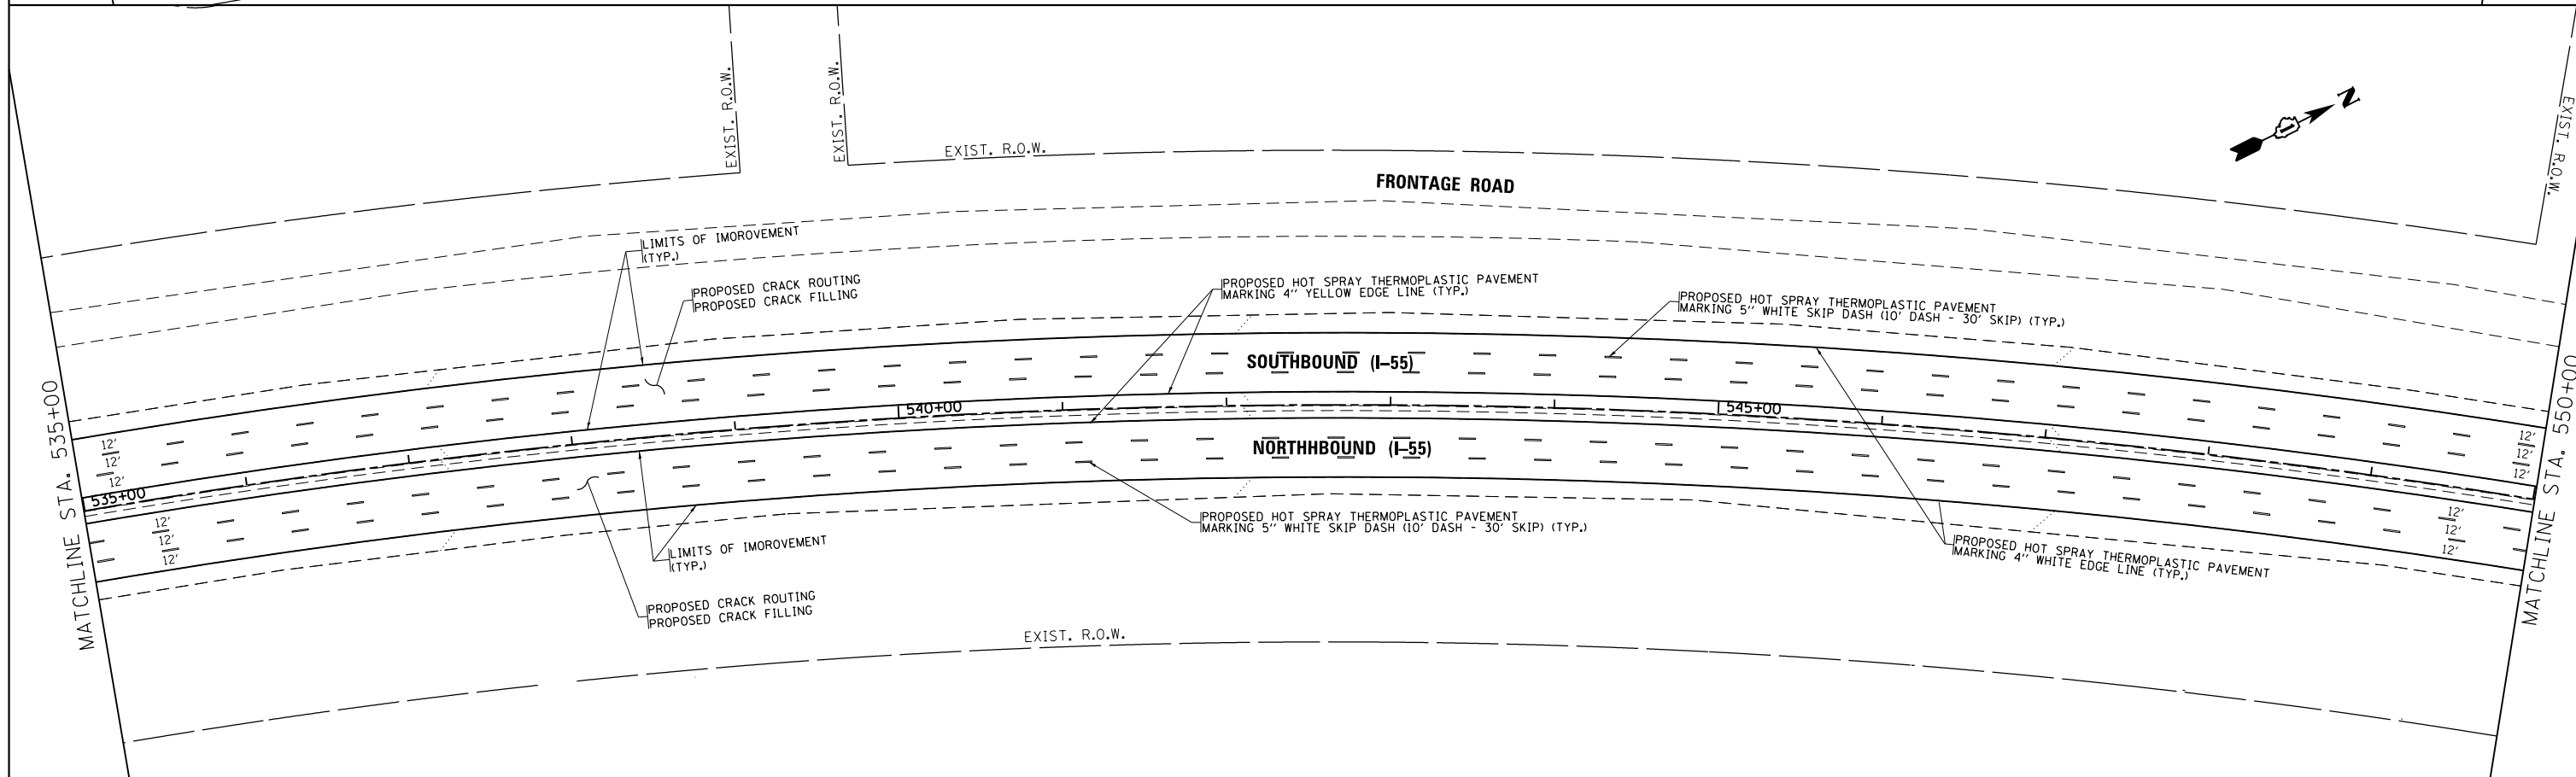 EXIST. R.O.W.
EXIST. R.O.W.
EXIST. R.O.W.
EXIST. R.O.W.
N
FRONTAGE ROAD
LIMITS OF IMOROVEMENT
(TYP.)
PROPOSED CRACK ROUTING
PROPOSED CRACK FILLING
PROPOSED HOT SPRAY THERMOPLASTIC PAVEMENT
MARKING 4'' YELLOW EDGE LINE (TYP.)
PROPOSED HOT SPRAY THERMOPLASTIC PAVEMENT
MARKING 5'' WHITE SKIP DASH (10' DASH - 30' SKIP) (TYP.)
SOUTHBOUND (I-55)
MATCHLINE STA. 535+00
12'
12'
12'
535+00
540+00
545+00
12'
12'
12'
MATCHLINE STA. 550+00
NORTHHBOUND (I-55)
12'
12'
12'
12'
12'
12'
PROPOSED HOT SPRAY THERMOPLASTIC PAVEMENT
MARKING 5'' WHITE SKIP DASH (10' DASH - 30' SKIP) (TYP.)
LIMITS OF IMOROVEMENT
(TYP.)
PROPOSED HOT SPRAY THERMOPLASTIC PAVEMENT
MARKING 4'' WHITE EDGE LINE (TYP.)
PROPOSED CRACK ROUTING
PROPOSED CRACK FILLING
EXIST. R.O.W.